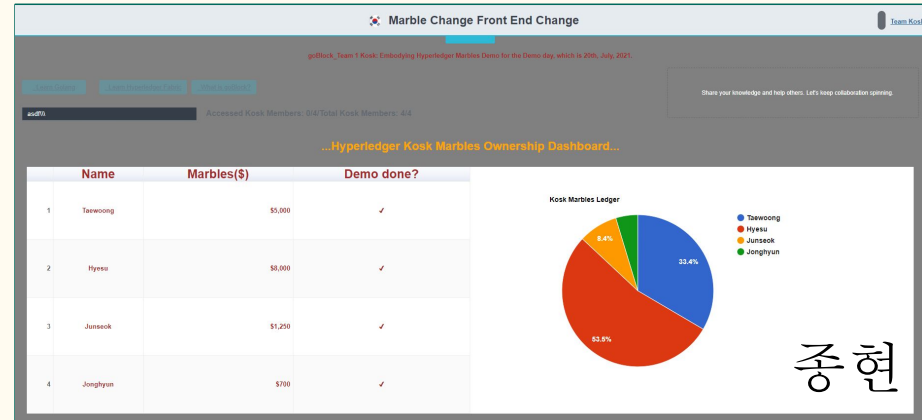 Marble Change Front End Change
Team Kosk
goBlock_Team 1 Kosk: Embodying Hyperledger Marbles Demo for the Demo day, which is 20th, July, 2021.
Share your knowledge and help others. Let's keep collaboration spinning.
Accessed Kosk Members: 0/4/Total Kosk Members: 4/4
...Hyperledger Kosk Marbles Ownership Dashboard...
Name Marbles($) Demo done?
1 Taewoong $5,000 ✓
2 Hyesu $8,000 ✓
3 Junseok $1,250 ✓
4 Jonghyun $700 ✓
Kosk Marbles Ledger
33.4%
53.5%
8.4%
Taewoong
Hyesu
Junseok
Jonghyun
종현